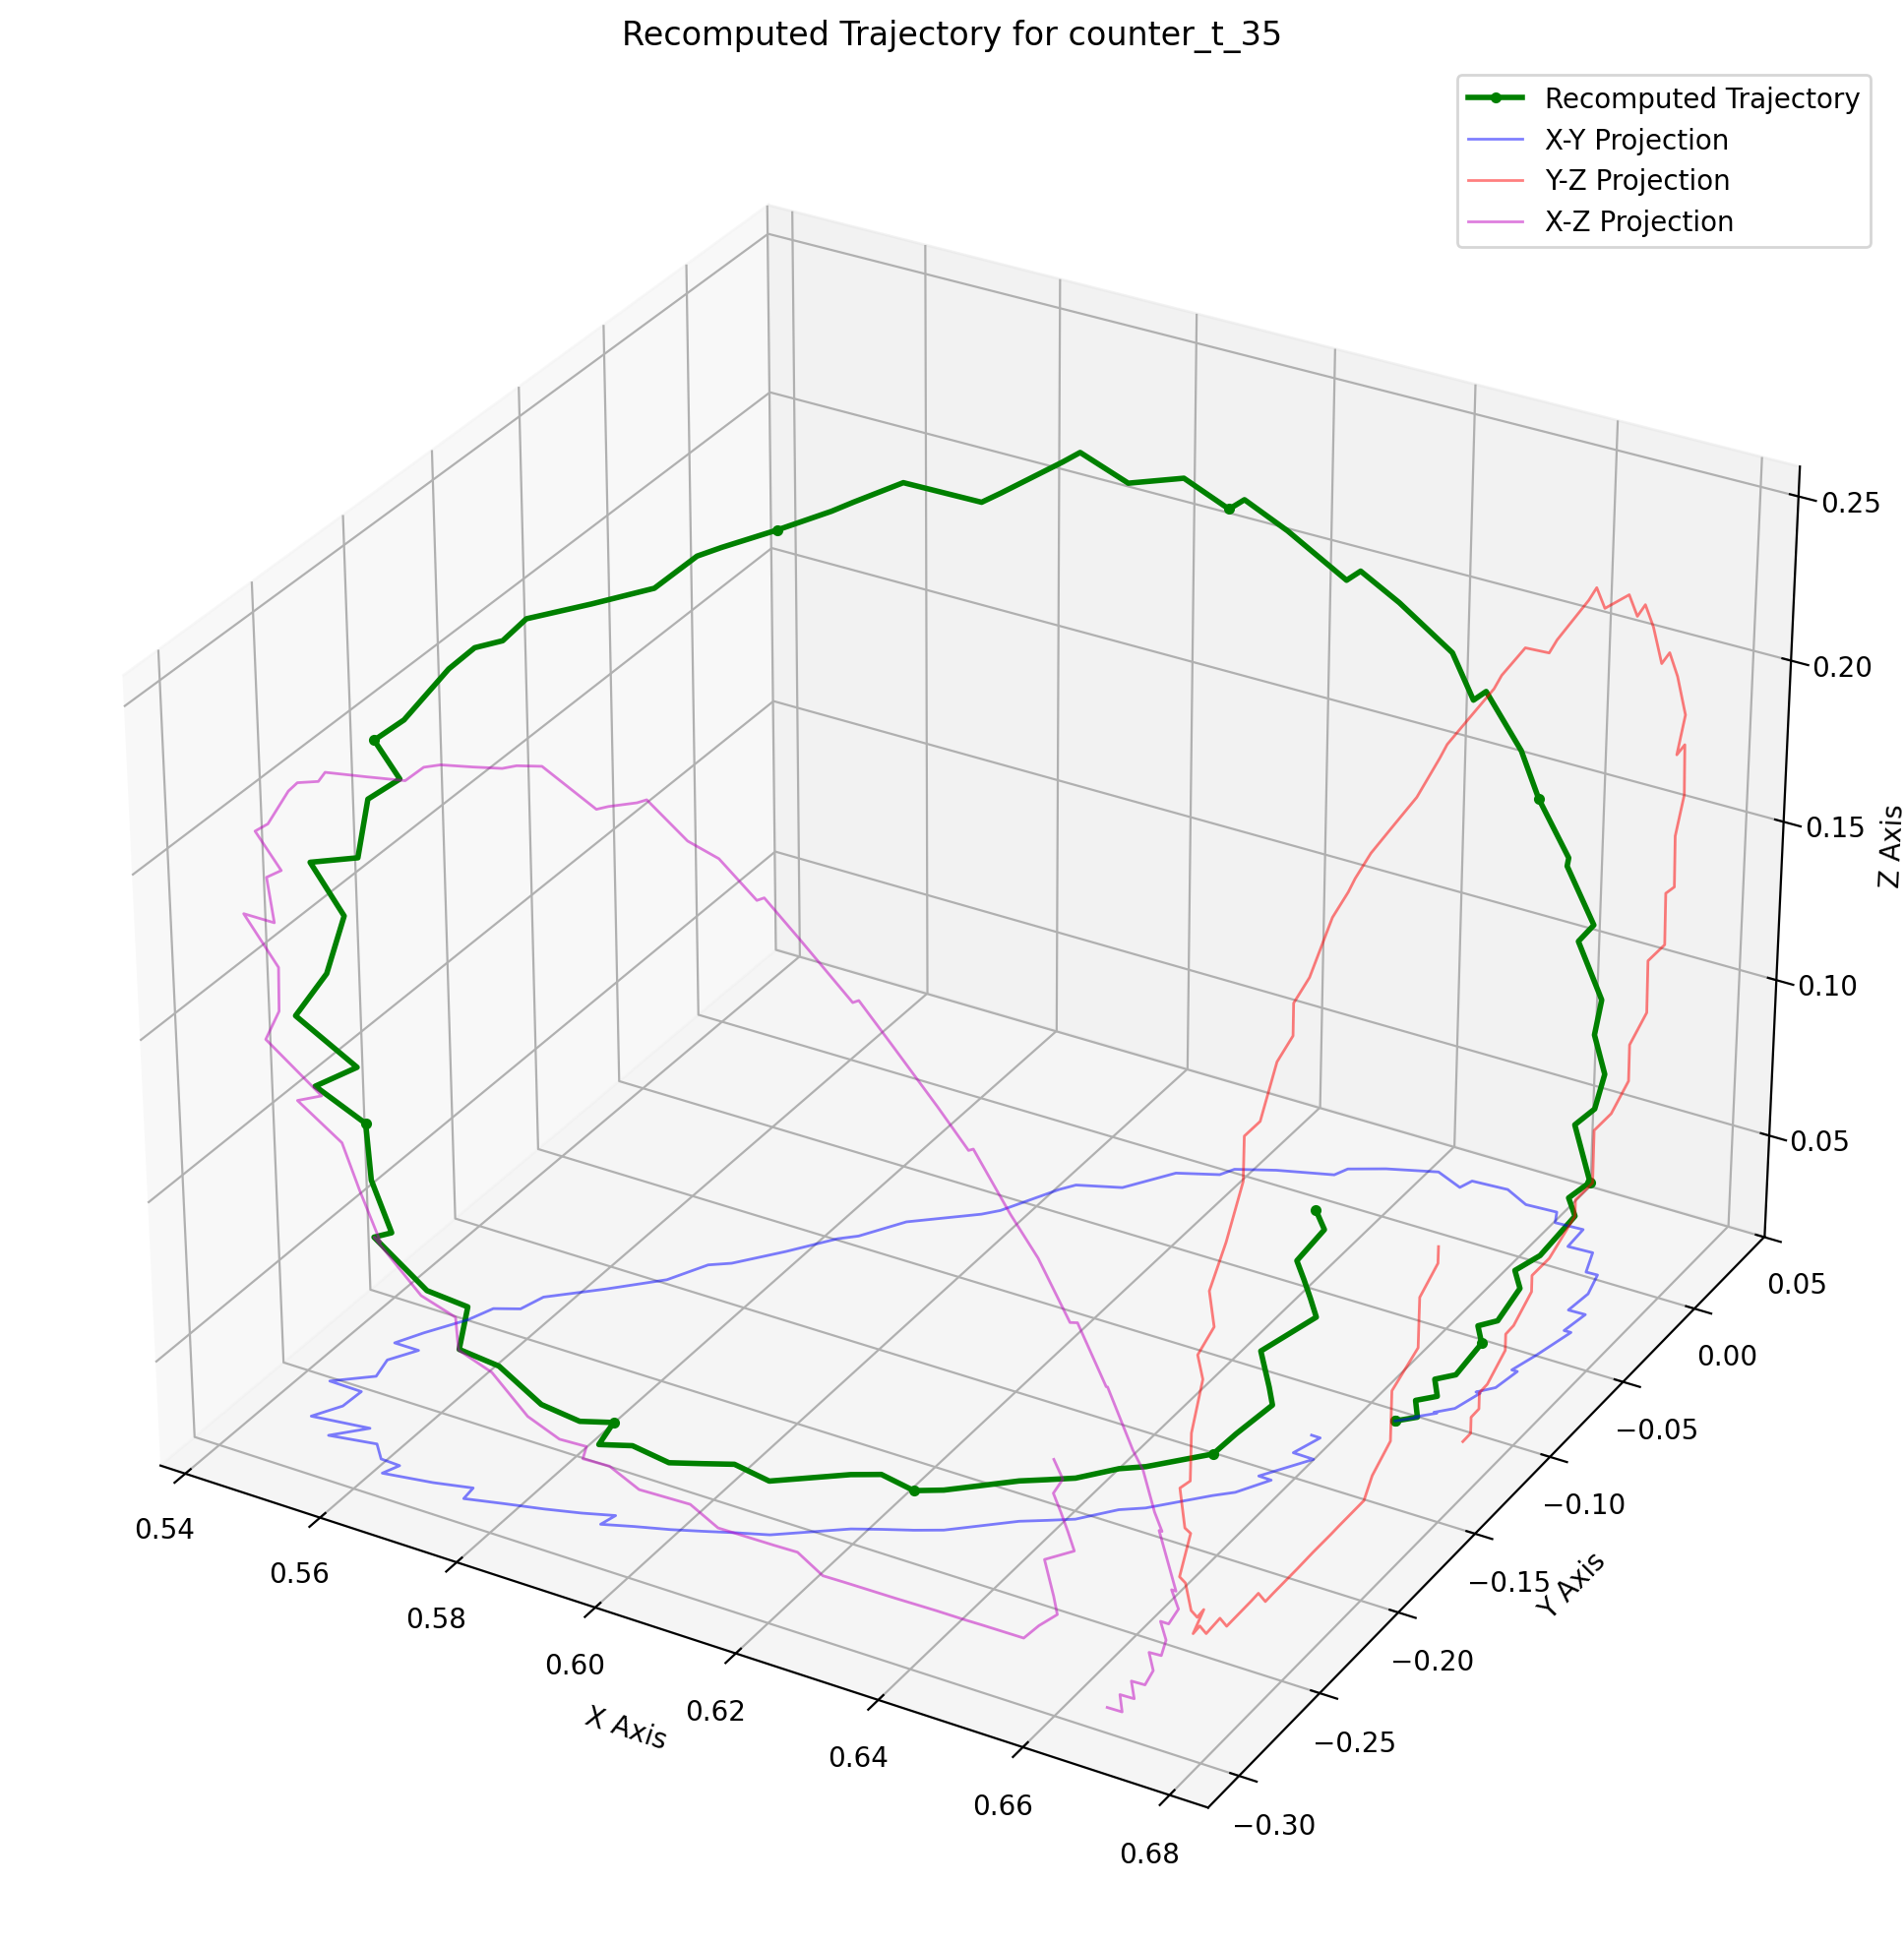 Recomputed Trajectory for counter_t_35
Recomputed Trajectory
X-Y Projection
Y-Z Projection
X-Z Projection
0.25
0.20
0.15
0.10
0.05
Z Axis
0.05
0.00
−0.05
−0.10
−0.15
−0.20
−0.25
−0.30
Y Axis
0.54
0.56
0.58
0.60
0.62
0.64
0.66
0.68
X Axis